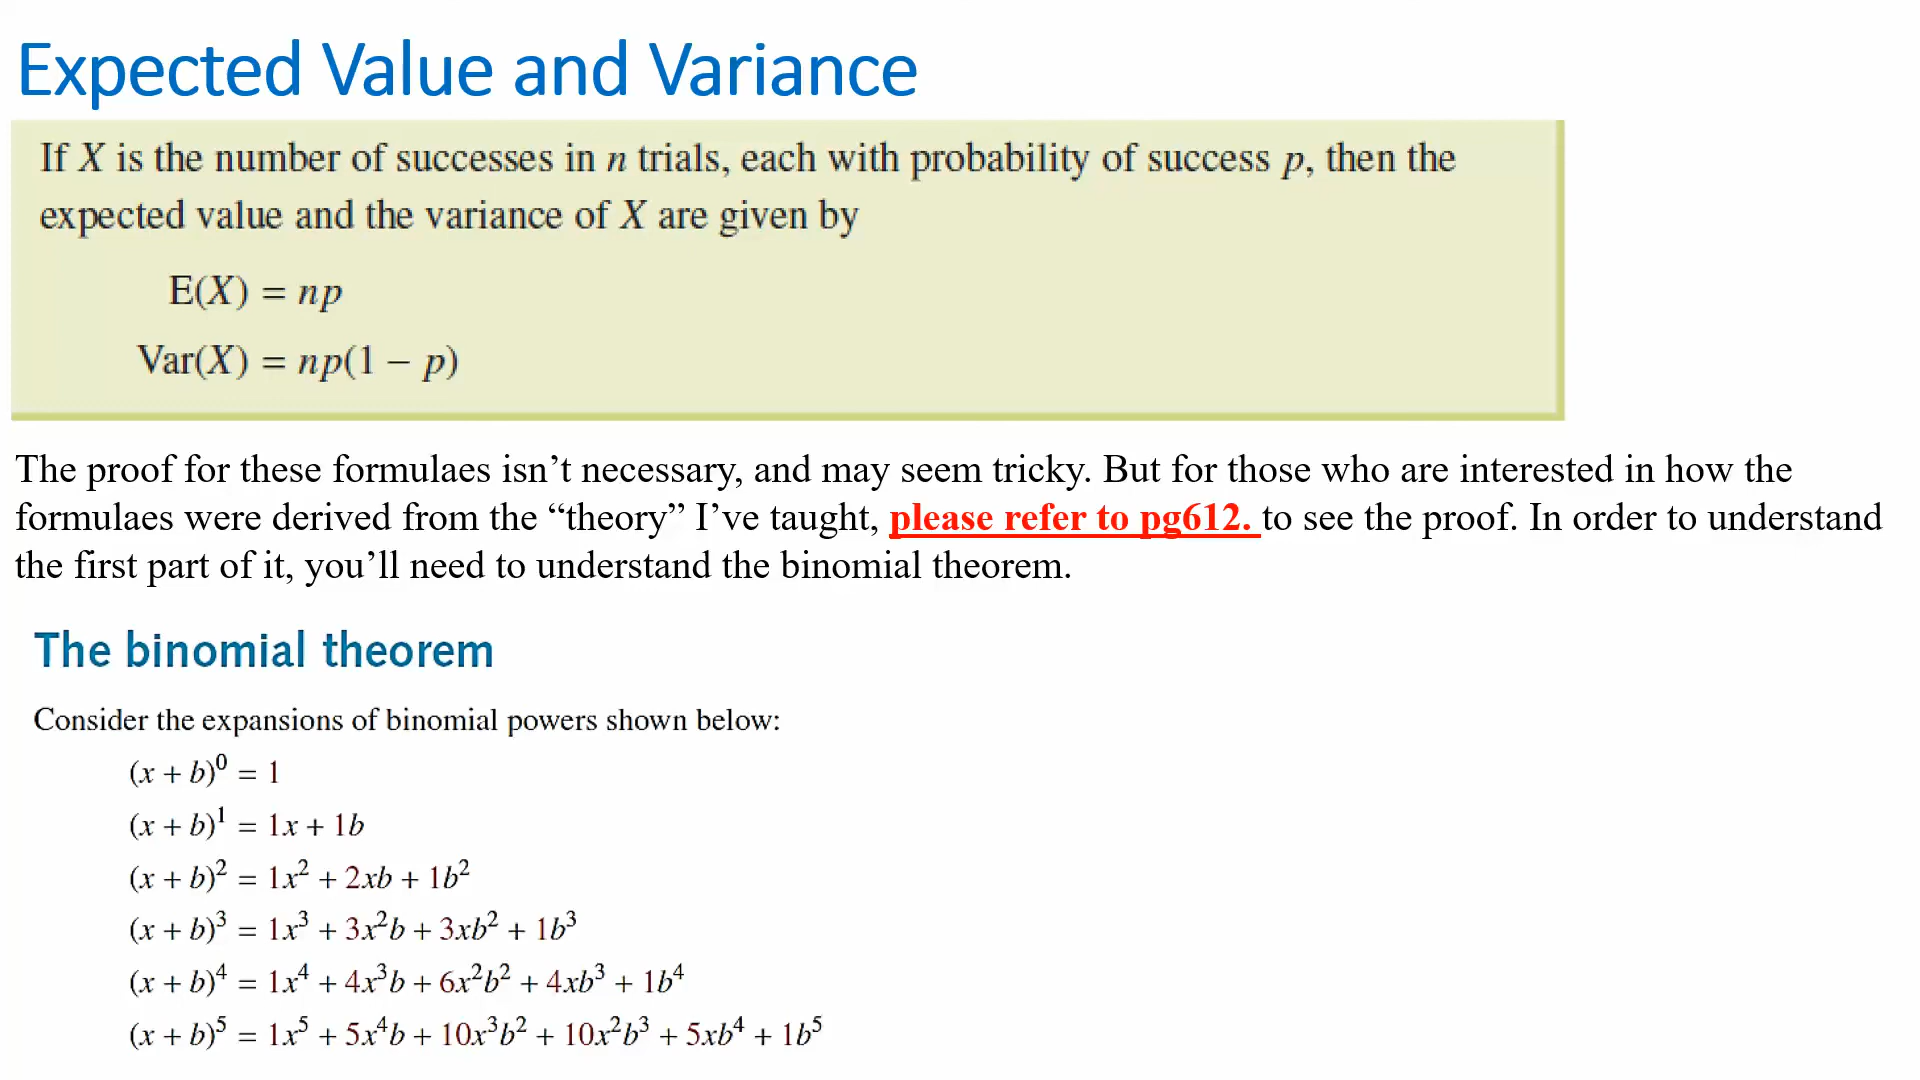 Expected Value and Variance
If X is the number of successes in n trials, each with probability of success p, then the
expected value and the variance of X are given by
E(X) = np
Var(X) = np(1 − p)
The proof for these formulaes isn’t necessary, and may seem tricky. But for those who are interested in how the
formulaes were derived from the “theory” I’ve taught, please refer to pg612. to see the proof. In order to understand
the first part of it, you’ll need to understand the binomial theorem.
The binomial theorem
Consider the expansions of binomial powers shown below:
(x + b)⁰ = 1
(x + b)¹ = 1x + 1b
(x + b)² = 1x² + 2xb + 1b²
(x + b)³ = 1x³ + 3x²b + 3xb² + 1b³
(x + b)⁴ = 1x⁴ + 4x³b + 6x²b² + 4xb³ + 1b⁴
(x + b)⁵ = 1x⁵ + 5x⁴b + 10x³b² + 10x²b³ + 5xb⁴ + 1b⁵